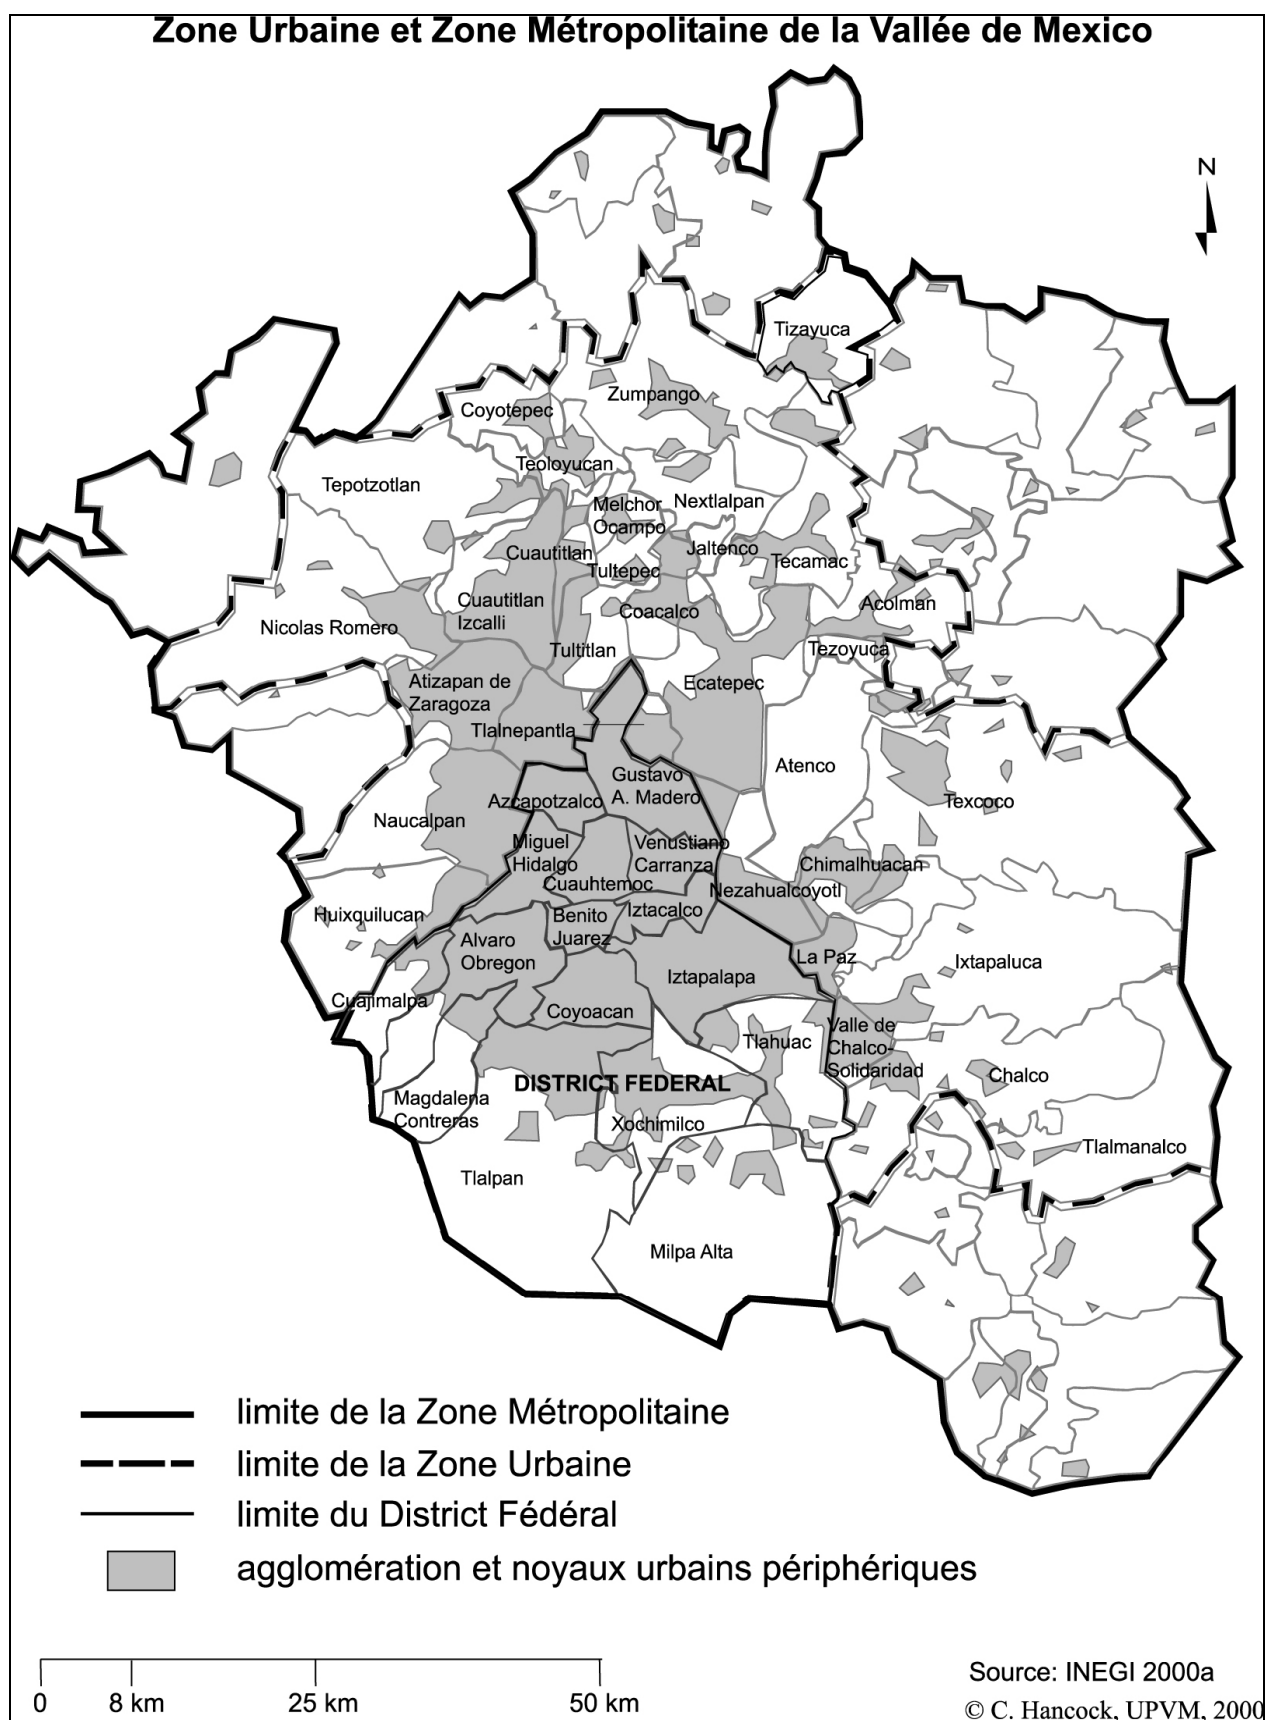 Zone Urbaine et Zone Métropolitaine de la Vallée de Mexico
N
Tizayuca
Zumpango
Coyotepec
Teoloyucan
Tepotzotlan
Melchor
Ocampo
Nextlalpan
Cuautitlan
Jaltenco
Tultepec
Tecamac
Cuautitlan
Izcalli
Coacalco
Acolman
Nicolas Romero
Tultitlan
Tezoyuca
Atizapan de
Zaragoza
Ecatepec
Tlalnepantla
Atenco
Gustavo
A. Madero
Azcapotzalco
Texcoco
Naucalpan
Miguel
Hidalgo
Venustiano
Carranza
Chimalhuacan
Cuauhtemoc
Nezahualcoyotl
Huixquilucan
Benito
Juarez
Iztacalco
Alvaro
Obregon
La Paz
Ixtapaluca
Iztapalapa
Cuajimalpa
Coyoacan
Tlahuac
Valle de
Chalco-
Solidaridad
Chalco
DISTRICT FEDERAL
Magdalena
Contreras
Xochimilco
Tlalmanalco
Tlalpan
Milpa Alta
limite de la Zone Métropolitaine
limite de la Zone Urbaine
limite du District Fédéral
agglomération et noyaux urbains périphériques
0 8 km 25 km 50 km
Source: INEGI 2000a
© C. Hancock, UPVM, 2000